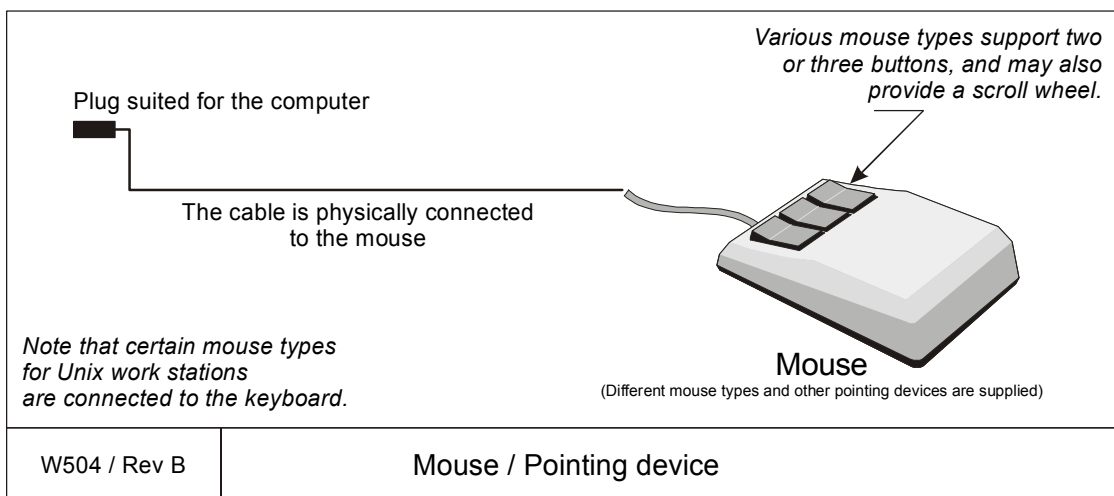 Various mouse types support two
or three buttons, and may also
provide a scroll wheel.
Plug suited for the computer
The cable is physically connected
to the mouse
Note that certain mouse types
for Unix work stations
are connected to the keyboard.
Mouse
(Different mouse types and other pointing devices are supplied)
W504 / Rev B
Mouse / Pointing device